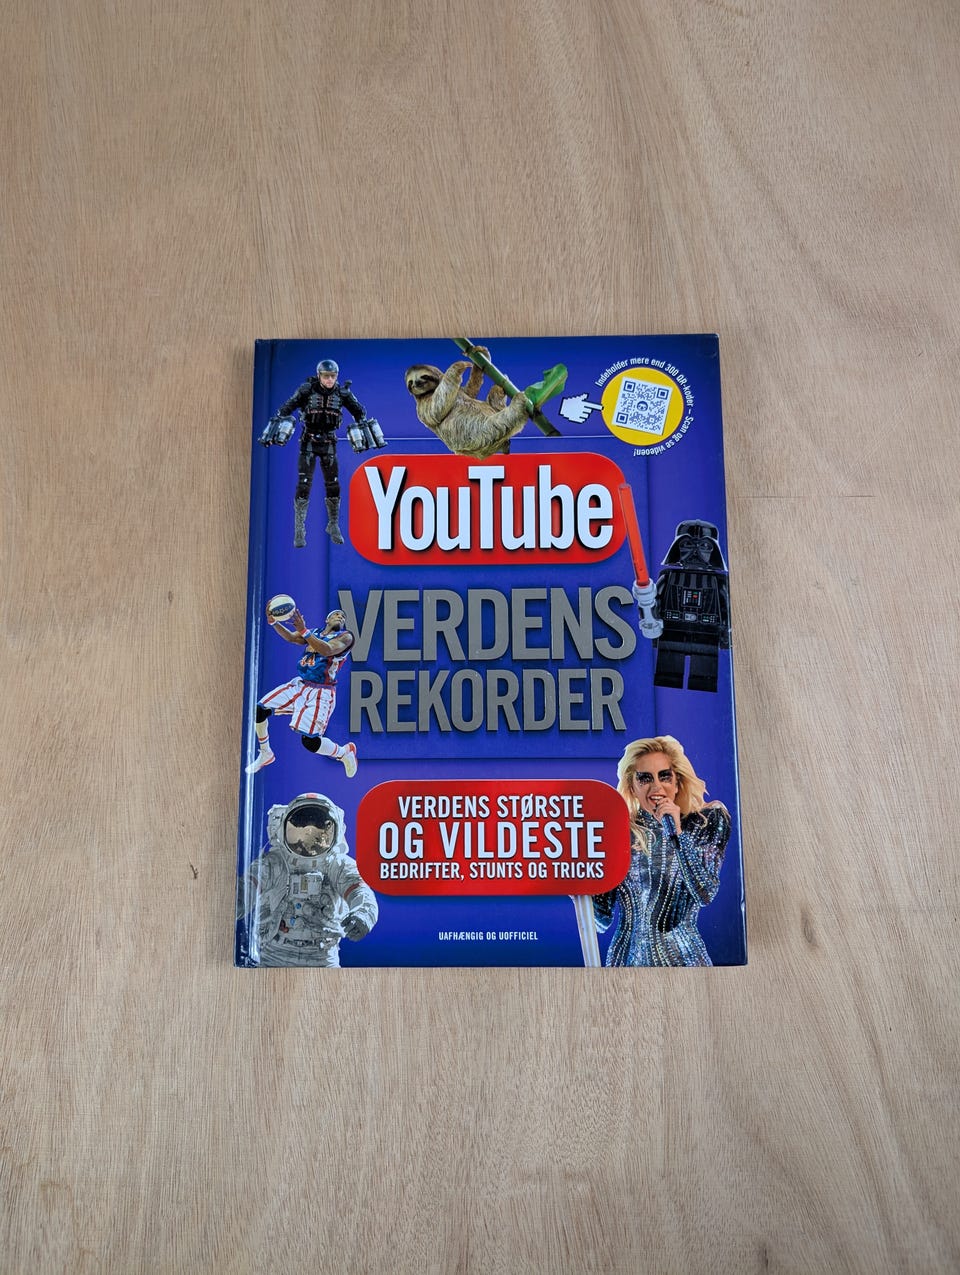 Indeholder mere end 300 QR-koder – Scan og se videoen!
YouTube
VERDENS
REKORDER
44
VERDENS STØRSTE
OG VILDESTE
BEDRIFTER, STUNTS OG TRICKS
UAFHÆNGIG OG UOFFICIEL